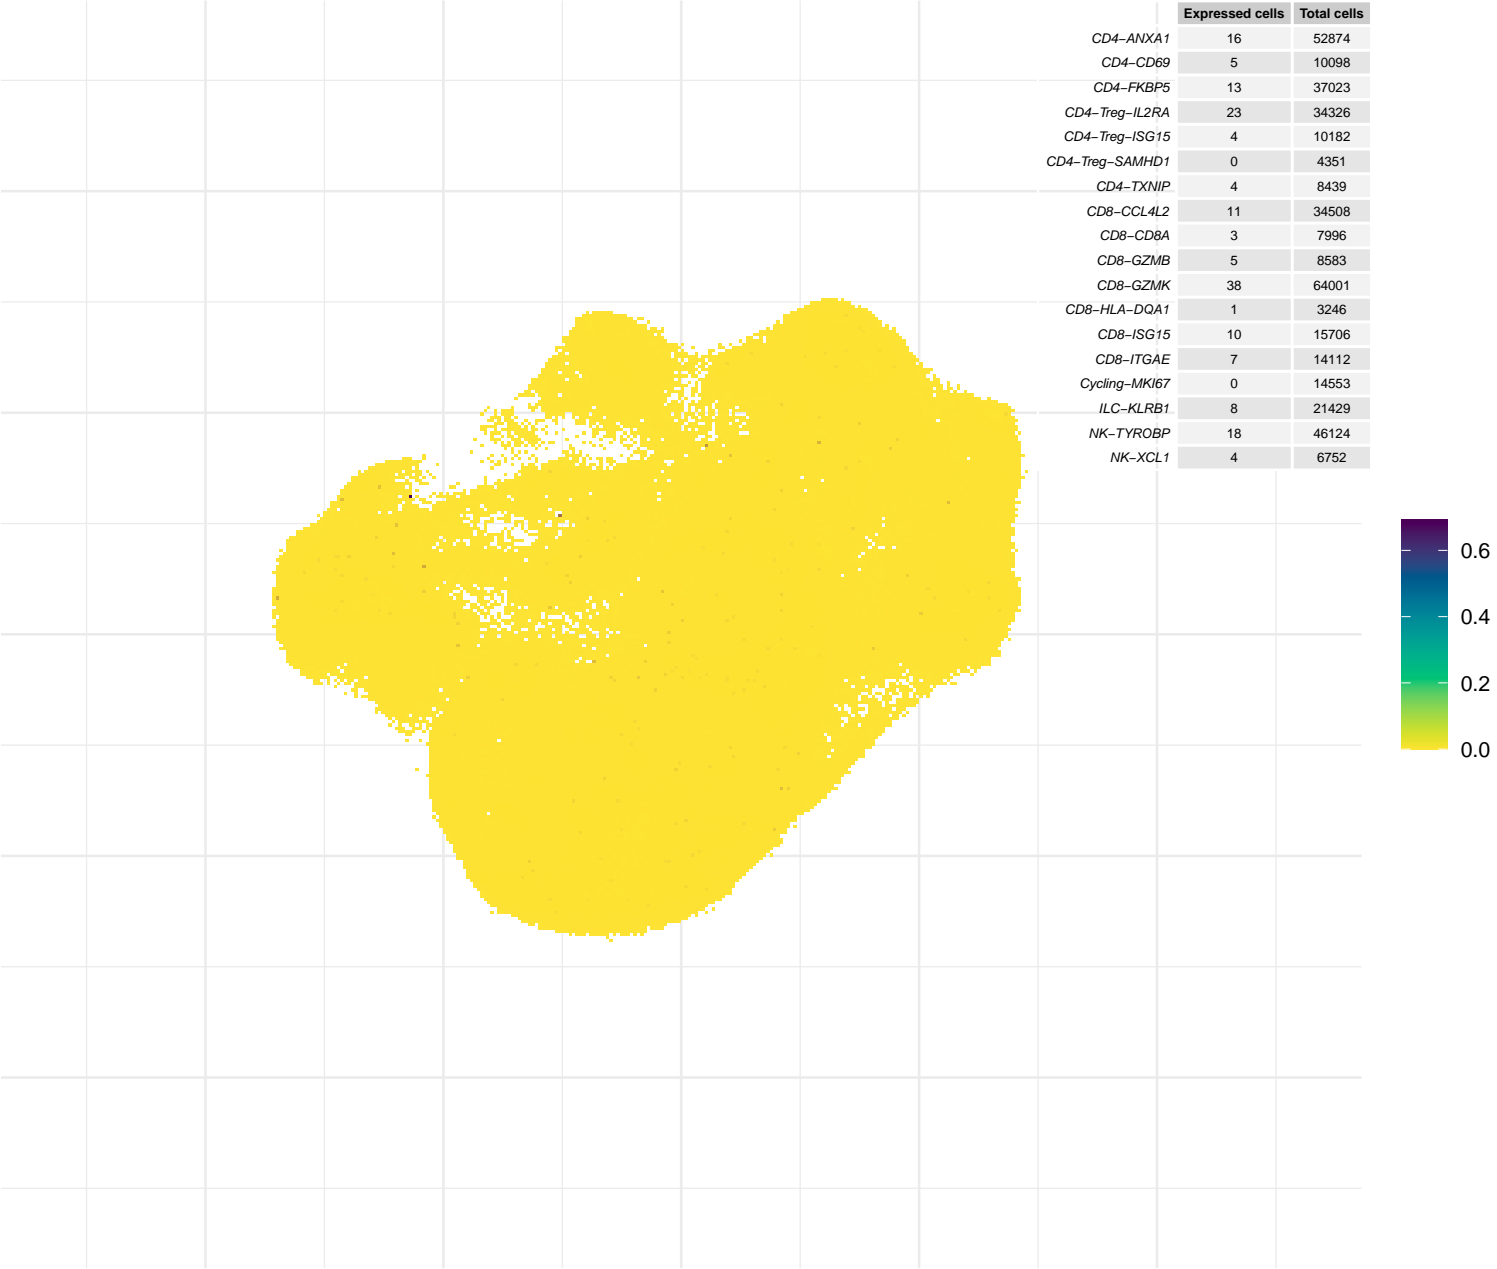 Expressed cells Total cells
CD4−ANXA1 16 52874
CD4−CD69 5 10098
CD4−FKBP5 13 37023
CD4−Treg−IL2RA 23 34326
CD4−Treg−ISG15 4 10182
CD4−Treg−SAMHD1 0 4351
CD4−TXNIP 4 8439
CD8−CCL4L2 11 34508
CD8−CD8A 3 7996
CD8−GZMB 5 8583
CD8−GZMK 38 64001
CD8−HLA−DQA1 1 3246
CD8−ISG15 10 15706
CD8−ITGAE 7 14112
Cycling−MKI67 0 14553
ILC−KLRB1 8 21429
NK−TYROBP 18 46124
NK−XCL1 4 6752
0.6
0.4
0.2
0.0